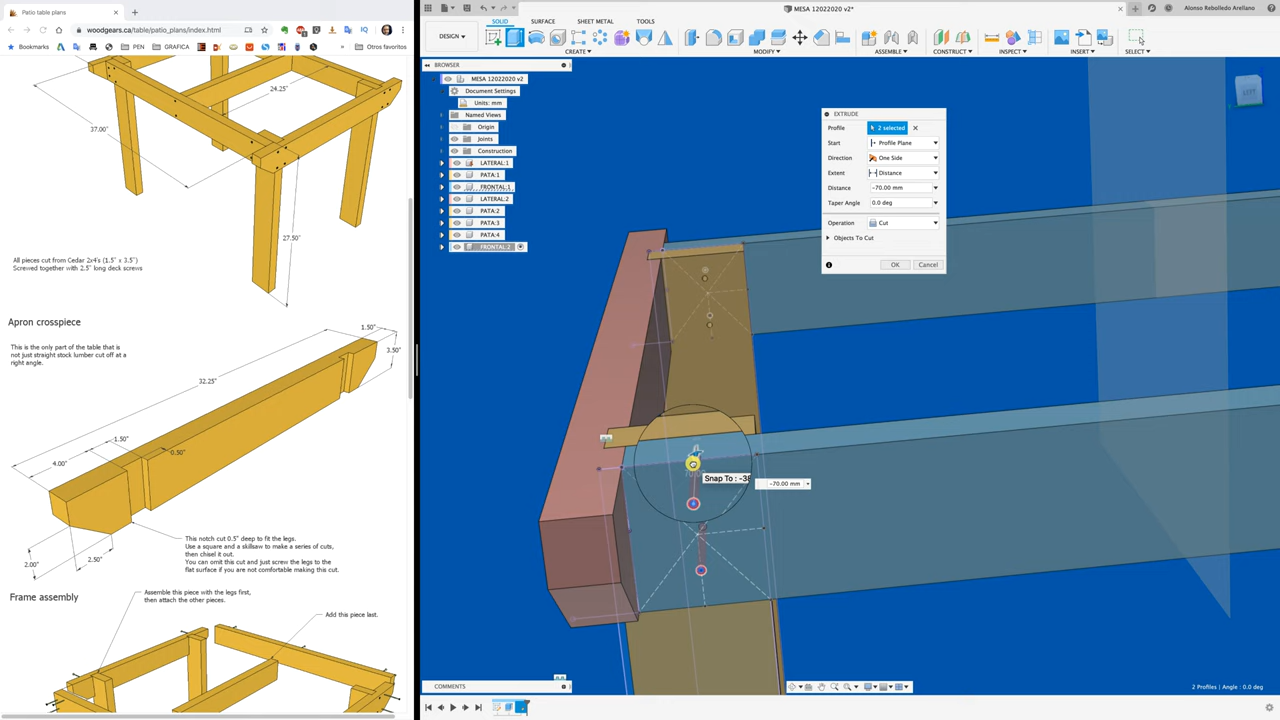 Patio table plans
woodgears.ca/table/patio_plans/index.html
Bookmarks
PEN
GRAFICA
IQ
Otros favoritos
24.25"
37.00"
27.50"
All pieces cut from Cedar 2x4's (1.5" x 3.5")
Screwed together with 2.5" long deck screws
Apron crosspiece
This is the only part of the table that is
not just straight stock lumber cut off at a
right angle.
1.50"
3.50"
32.25"
1.50"
0.50"
4.00"
2.00"
2.50"
This notch cut 0.5" deep to fit the legs.
Use a square and a skillsaw to make a series of cuts,
then chisel it out.
You can omit this cut and just screw the legs to the
flat surface if you are not comfortable making this cut.
Frame assembly
Assemble this piece with the legs first,
then attach the other pieces.
Add this piece last.
MESA 12022020 v2*
Alonso Rebolledo Arellano
DESIGN
SOLID
SURFACE
SHEET METAL
TOOLS
CREATE
MODIFY
ASSEMBLE
CONSTRUCT
INSPECT
INSERT
SELECT
BROWSER
MESA 12022020 v2
Document Settings
Units: mm
Named Views
Origin
Joints
Construction
LATERAL:1
PATA:1
FRONTAL:1
LATERAL:2
PATA:2
PATA:3
PATA:4
FRONTAL:2
LEFT
EXTRUDE
Profile
2 selected
Start
Profile Plane
Direction
One Side
Extent
Distance
Distance
-70.00 mm
Taper Angle
0.0 deg
Operation
Cut
Objects To Cut
OK
Cancel
Snap To : -38
-70.00 mm
COMMENTS
2 Profiles | Angle : 0.0 deg